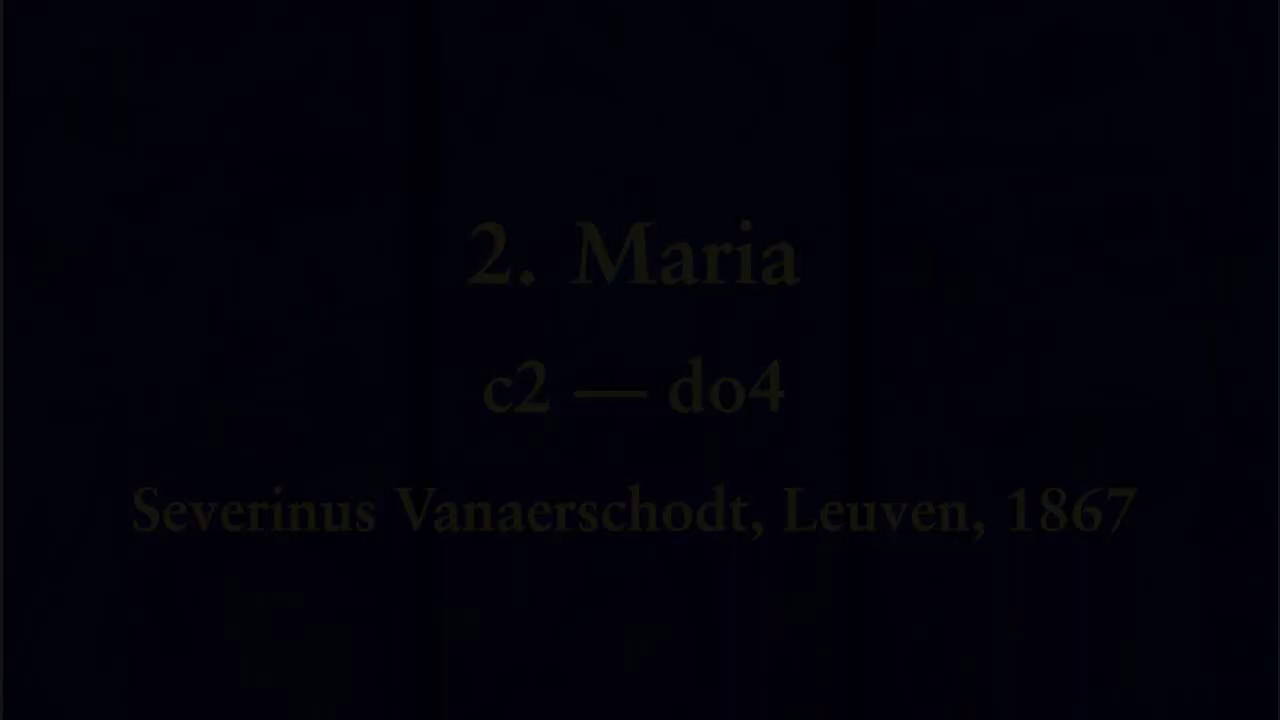 2. Maria
c2 — do4
Severinus Vanaerschodt, Leuven, 1867